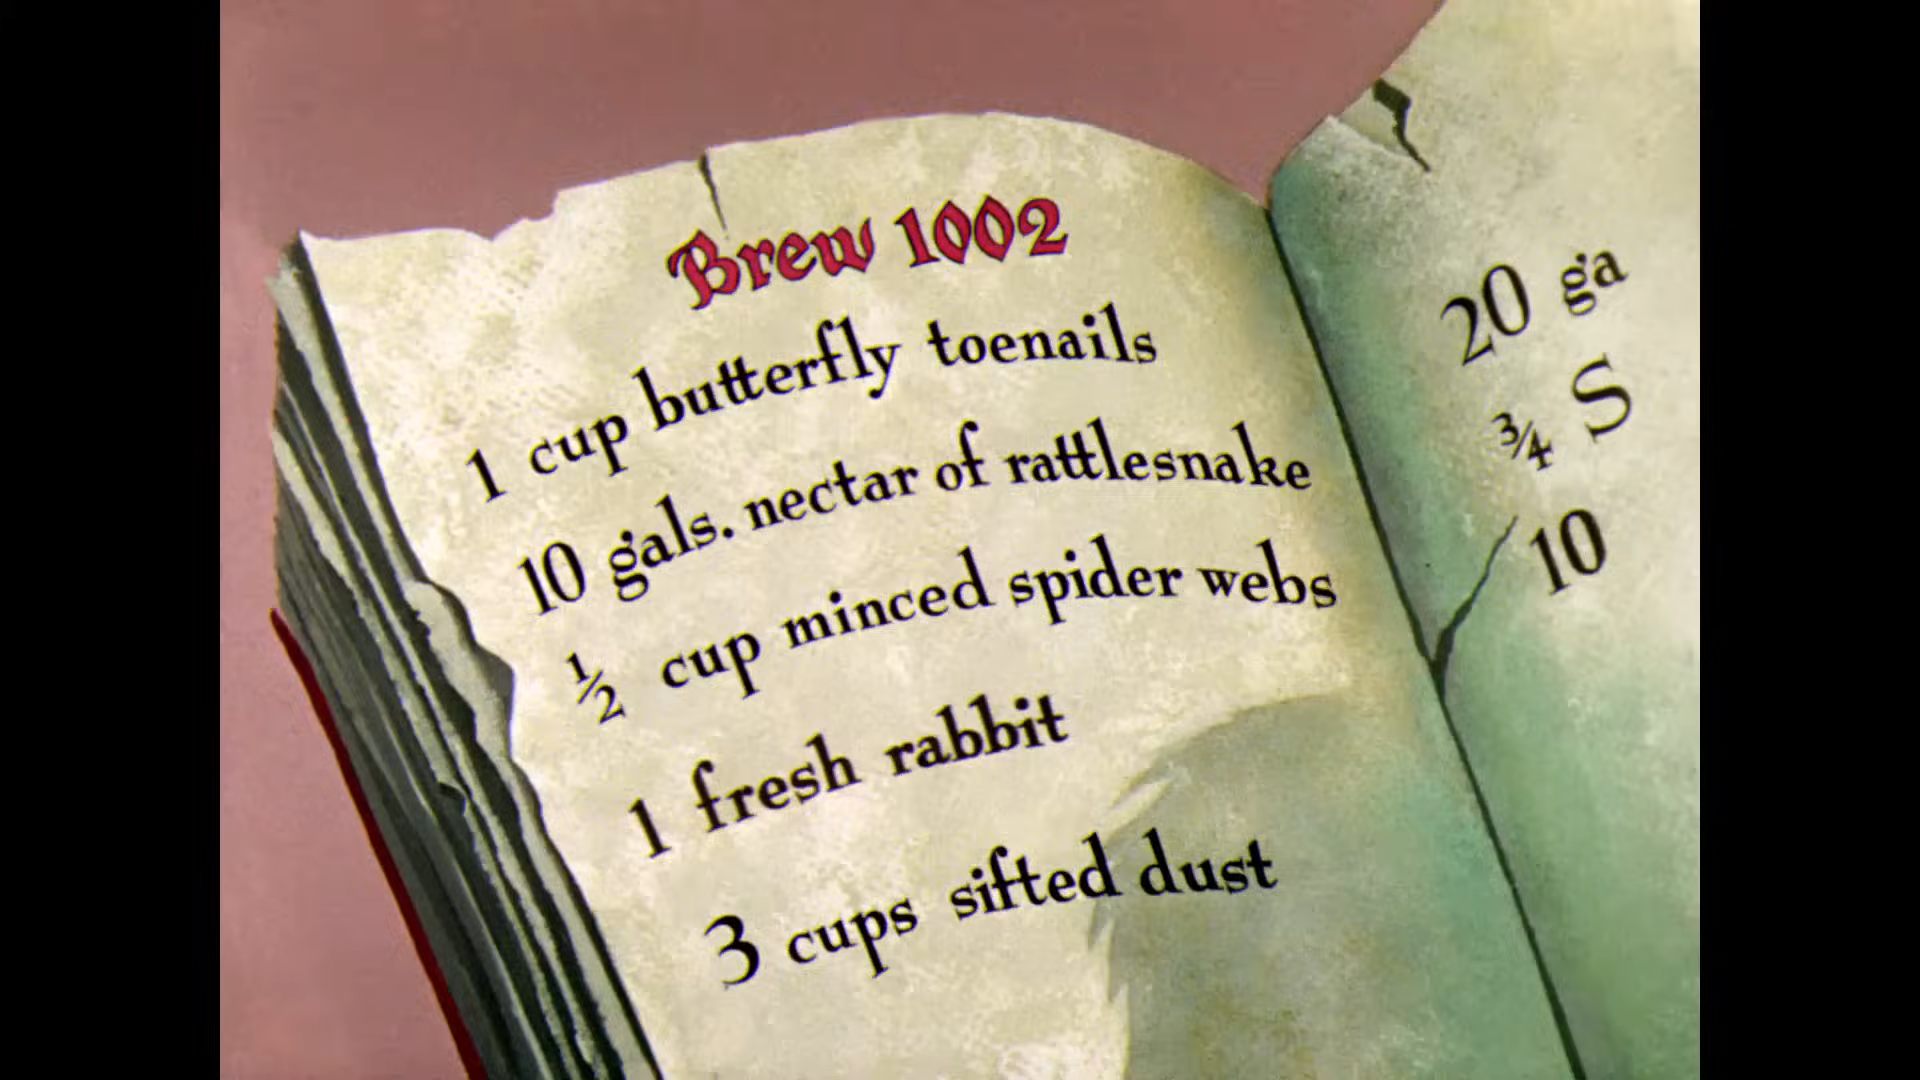 Brew 1002
1 cup butterfly toenails
10 gals. nectar of rattlesnake
½ cup minced spider webs
1 fresh rabbit
3 cups sifted dust
20 ga
¾ S
10